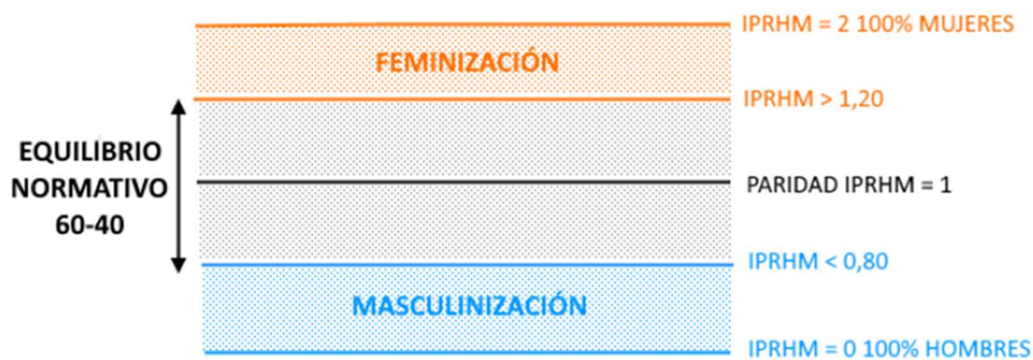 IPRHM = 2 100% MUJERES
FEMINIZACIÓN
IPRHM > 1,20
EQUILIBRIO
NORMATIVO
60-40
PARIDAD IPRHM = 1
IPRHM < 0,80
MASCULINIZACIÓN
IPRHM = 0 100% HOMBRES